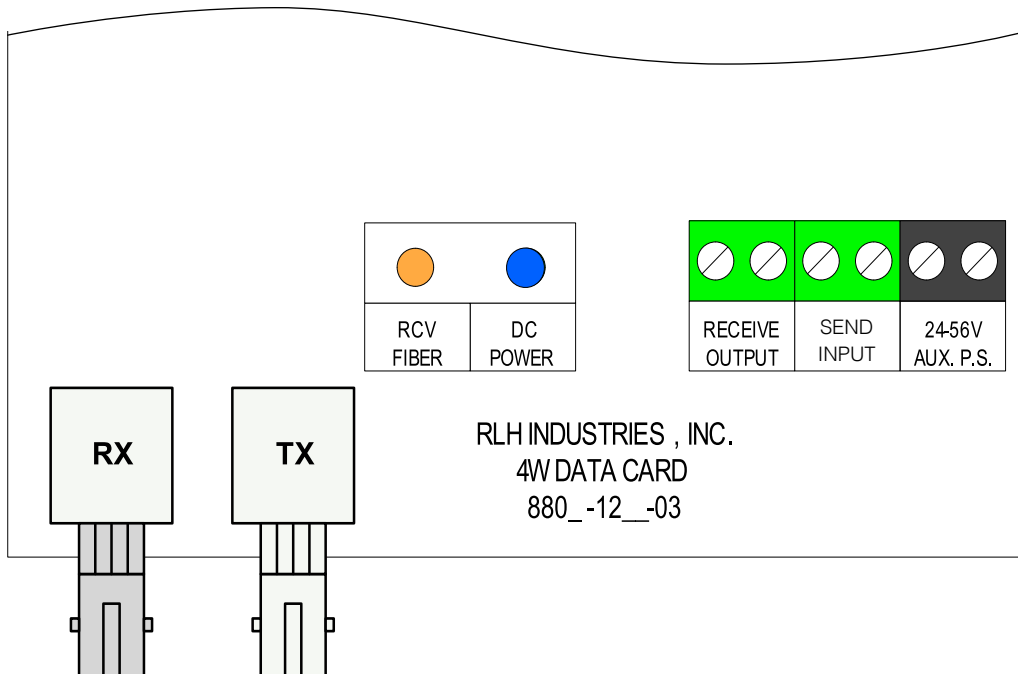 RCV
FIBER
DC
POWER
RECEIVE
OUTPUT
SEND
INPUT
24-56V
AUX. P.S.
RX
TX
RLH INDUSTRIES , INC.
4W DATA CARD
880_-12__-03